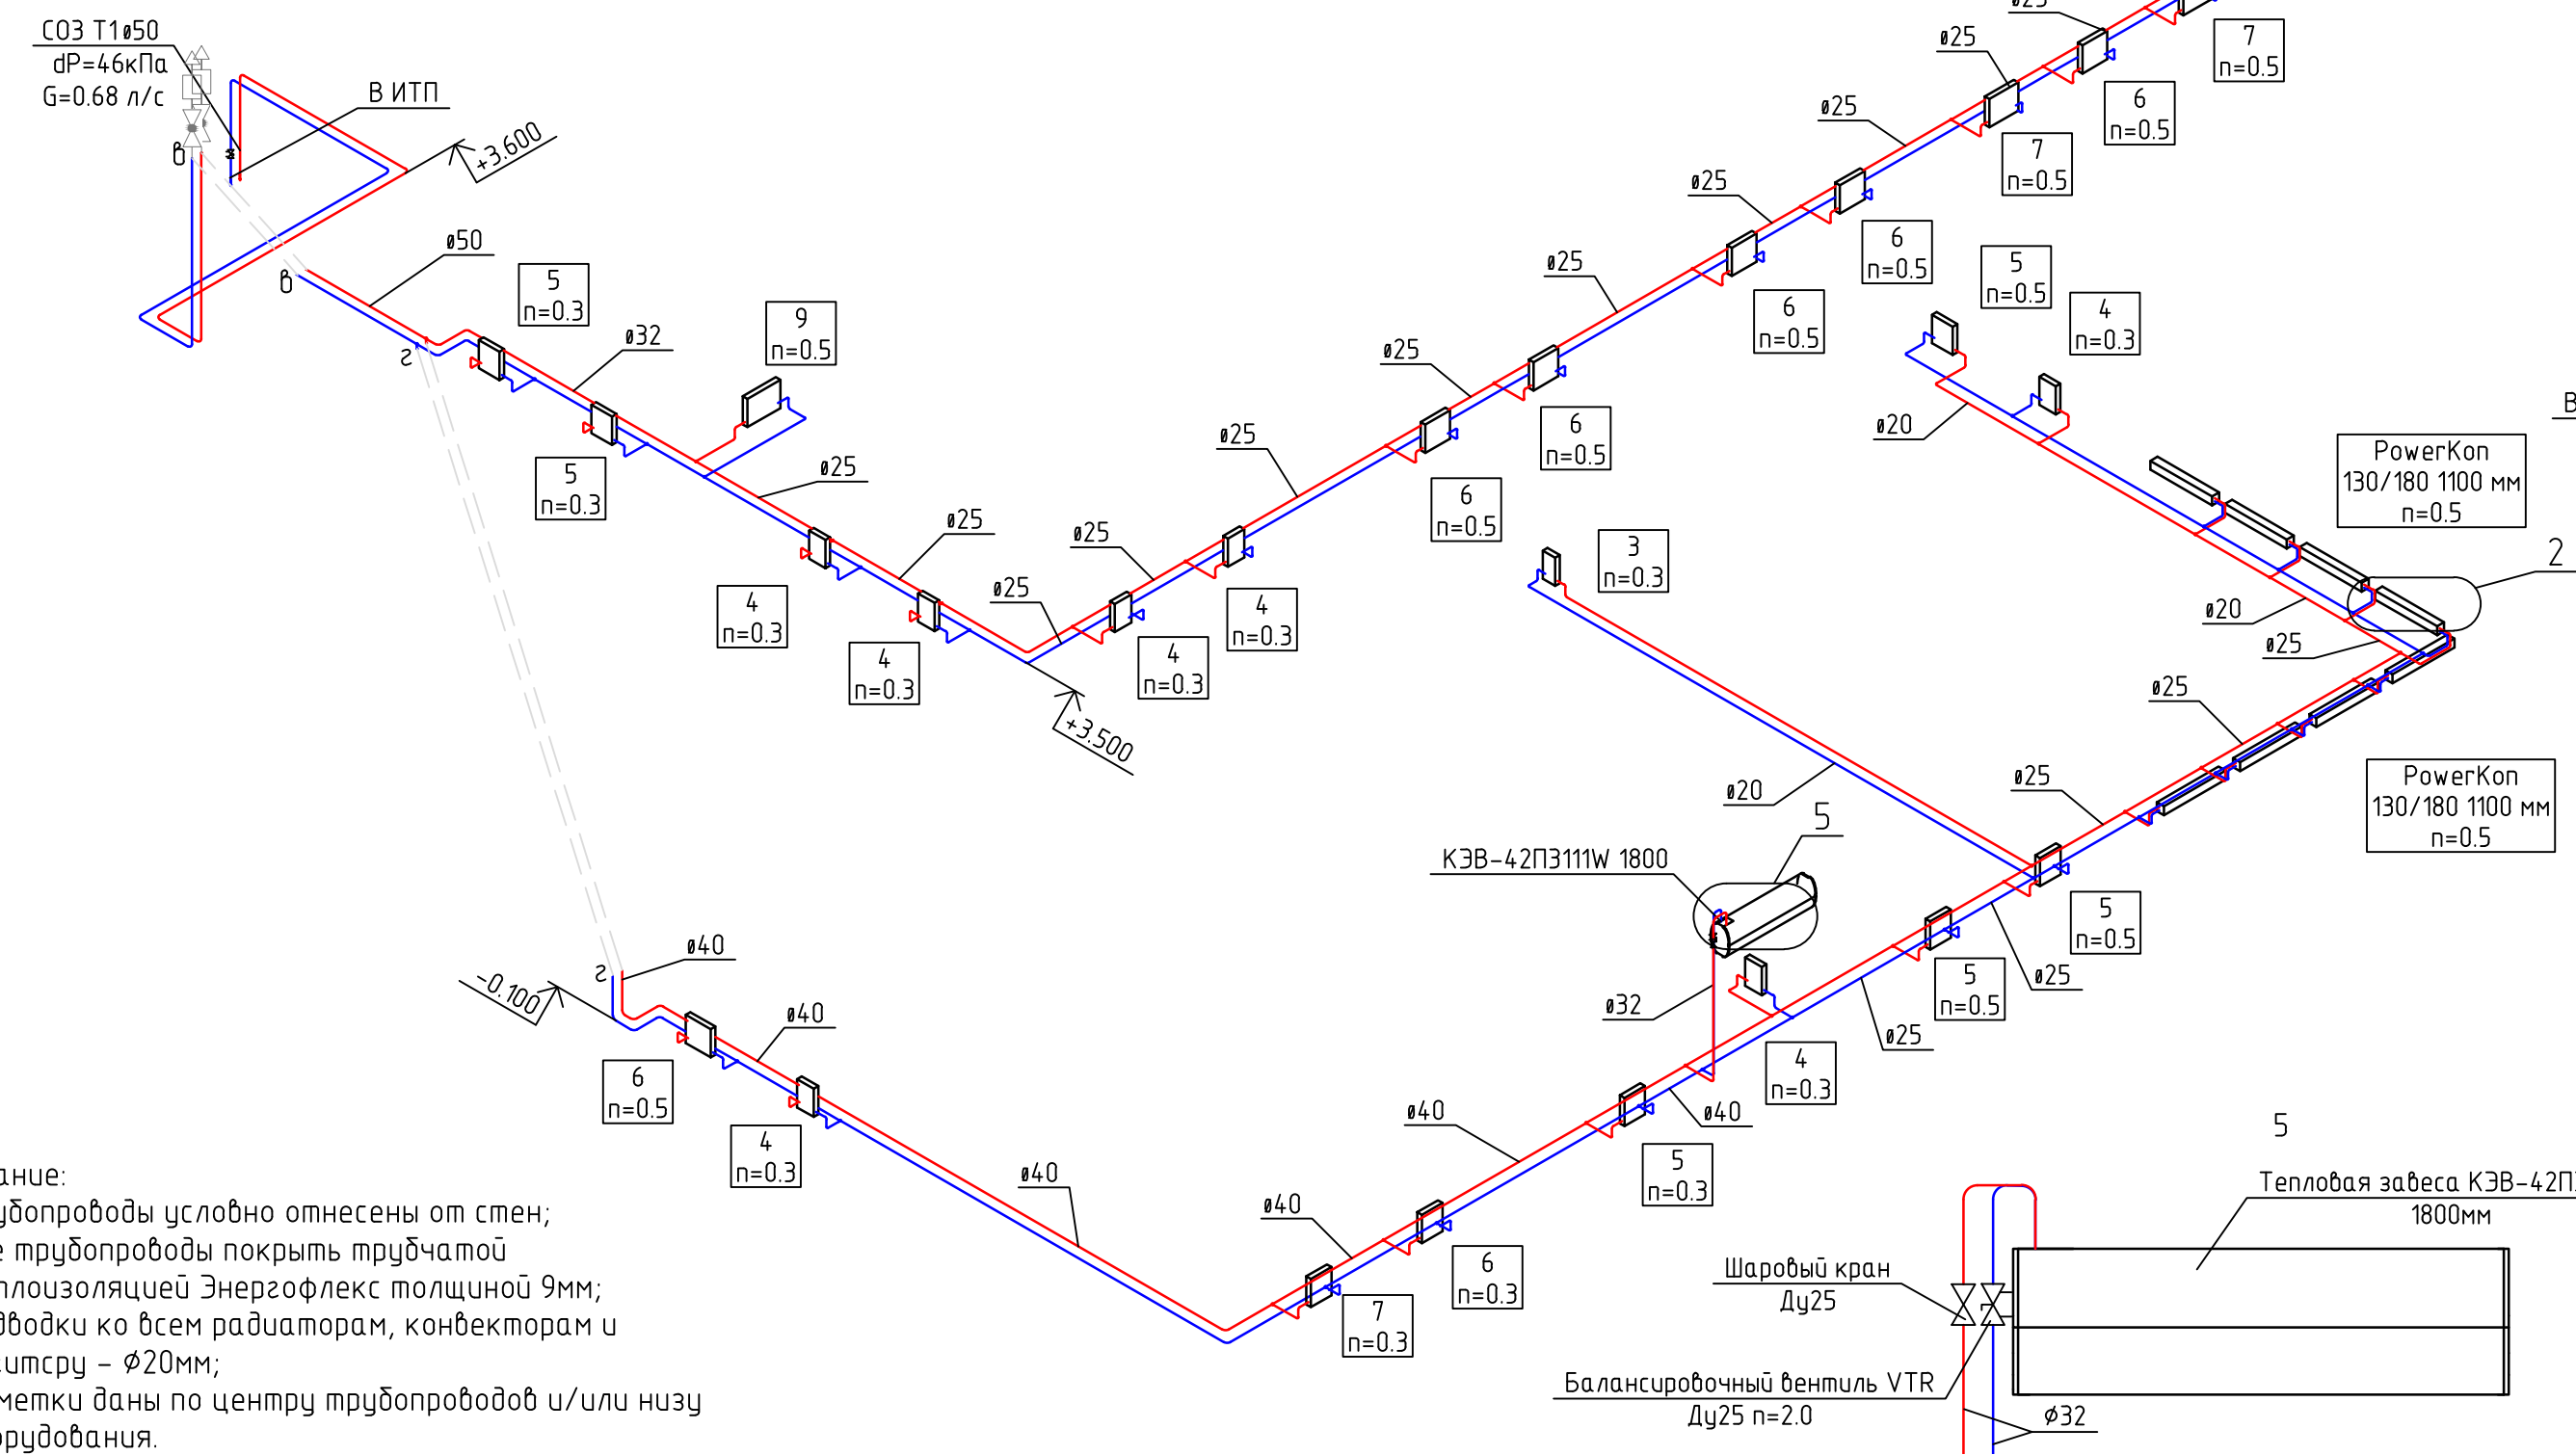 СО3 Т1ø50
dP=46кПа
G=0.68 л/с
В ИТП
+3.600
в
в
ø50
г
5
n=0.3
ø32
9
n=0.5
5
n=0.3
ø25
4
n=0.3
ø25
4
n=0.3
ø25
+3.500
ø25
4
n=0.3
4
n=0.3
ø25
6
n=0.5
ø25
6
n=0.5
ø25
6
n=0.5
ø25
6
n=0.5
ø25
7
n=0.5
ø25
6
n=0.5
ø25
7
n=0.5
5
n=0.5
4
n=0.3
ø20
PowerKon
130/180 1100 мм
n=0.5
2
ø20
ø25
ø25
PowerKon
130/180 1100 мм
n=0.5
3
n=0.3
ø20
ø25
5
КЭВ-42П3111W 1800
5
n=0.5
5
n=0.5
ø25
ø25
ø32
4
n=0.3
ø40
г
-0.100
ø40
6
n=0.5
4
n=0.3
ø40
ø40
7
n=0.3
6
n=0.3
ø40
5
n=0.3
ø40
5
Тепловая завеса КЭВ-42П
1800мм
Шаровый кран
Ду25
Балансировочный вентиль VTR
Ду25 n=2.0
Ø32
ание:
убопроводы условно отнесены от стен;
е трубопроводы покрыть трубчатой
плоизоляцией Энергофлекс толщиной 9мм;
дводки ко всем радиаторам, конвекторам и
итсру - Ø20мм;
метки даны по центру трубопроводов и/или низу
орудования.